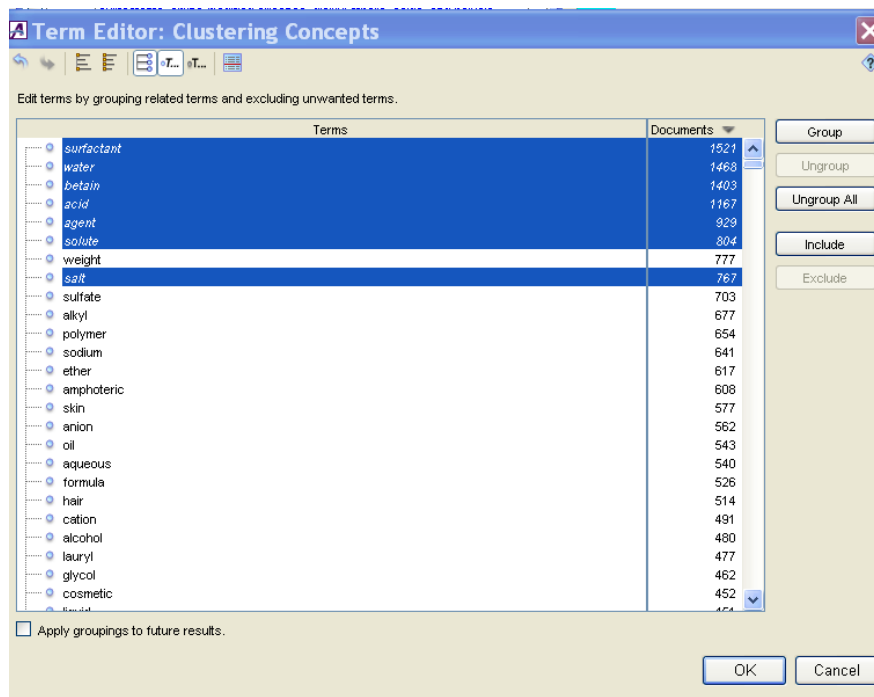 Term Editor: Clustering Concepts
T... T...
Edit terms by grouping related terms and excluding unwanted terms.
Terms Documents
surfactant 1521
water 1468
betain 1403
acid 1167
agent 929
solute 804
weight 777
salt 767
sulfate 703
alkyl 677
polymer 654
sodium 641
ether 617
amphoteric 608
skin 577
anion 562
oil 543
aqueous 540
formula 526
hair 514
cation 491
alcohol 480
lauryl 477
glycol 462
cosmetic 452
Group
Ungroup
Ungroup All
Include
Exclude
Apply groupings to future results.
OK Cancel